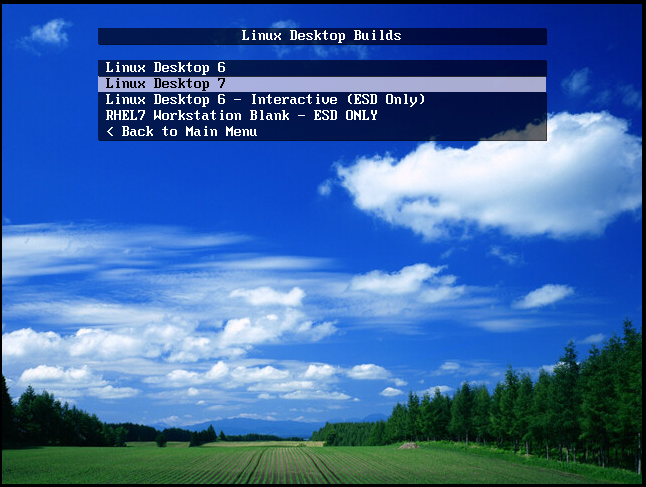 Linux Desktop Builds
Linux Desktop 6
Linux Desktop 7
Linux Desktop 6 - Interactive (ESD Only)
RHEL7 Workstation Blank - ESD ONLY
< Back to Main Menu